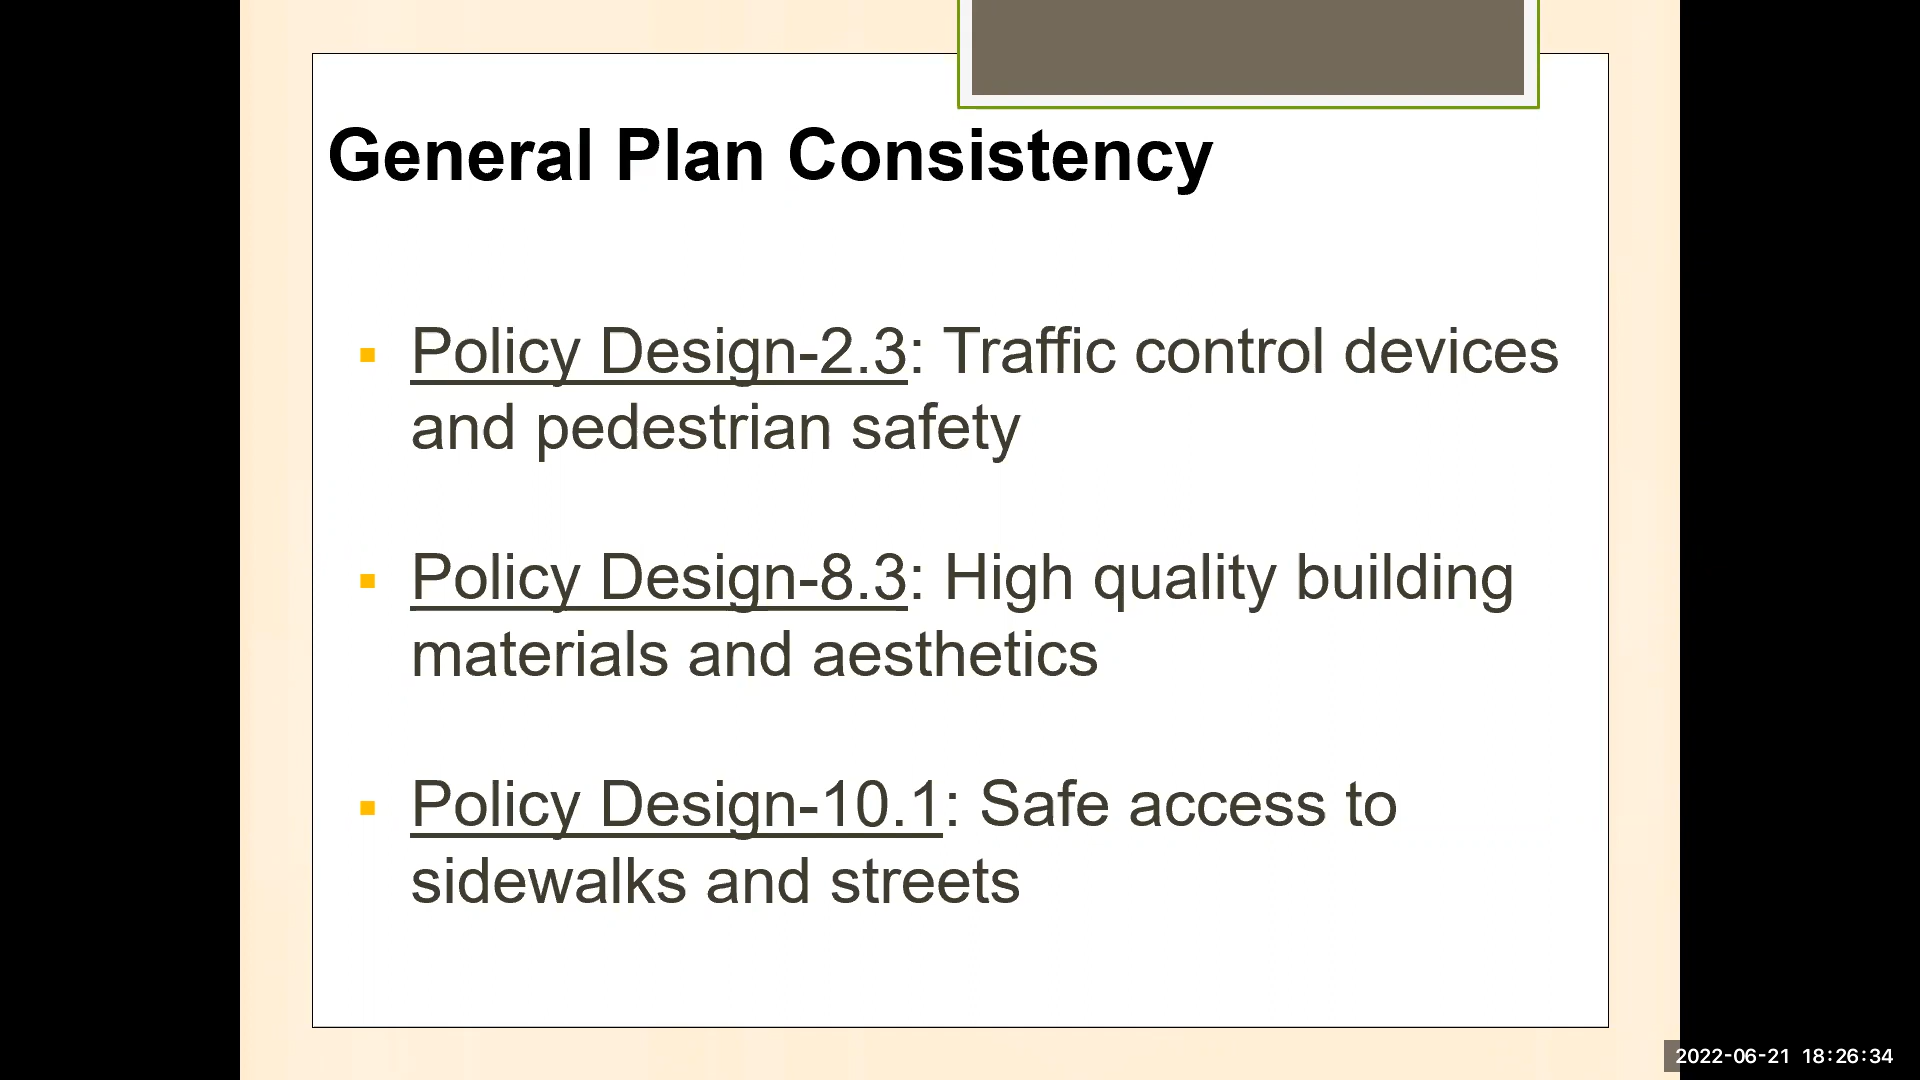 General Plan Consistency
▪ Policy Design-2.3: Traffic control devices
and pedestrian safety
▪ Policy Design-8.3: High quality building
materials and aesthetics
▪ Policy Design-10.1: Safe access to
sidewalks and streets
2022-06-21 18:26:34